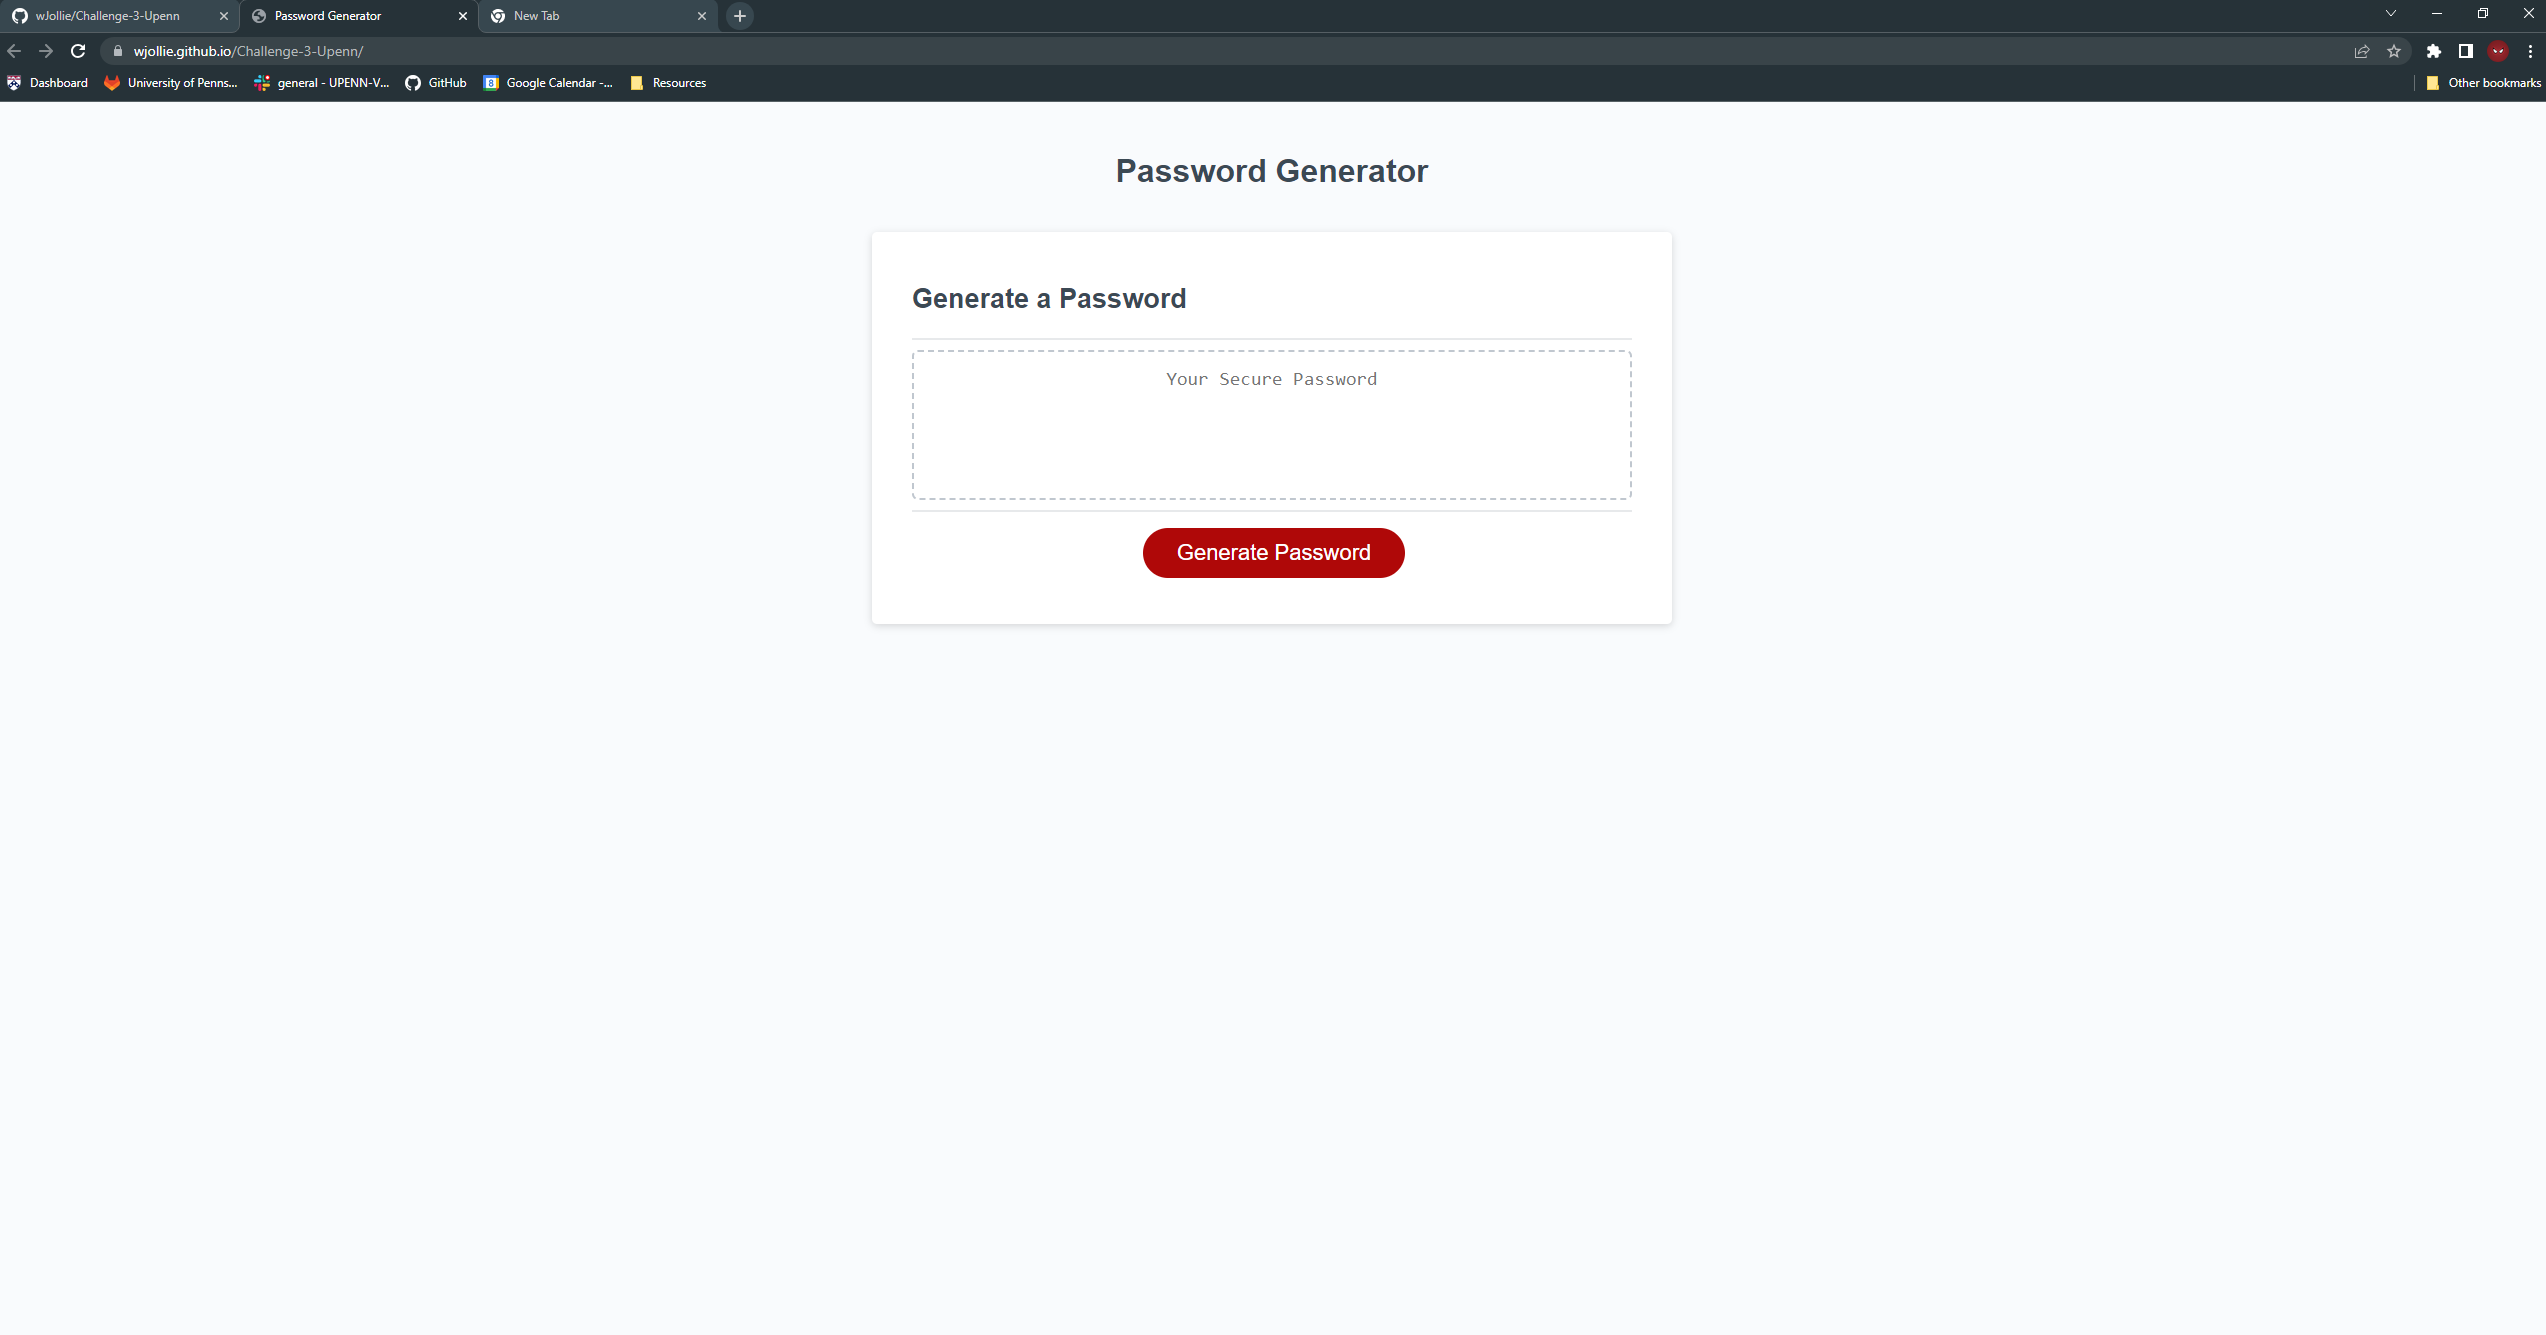 wJollie/Challenge-3-Upenn
Password Generator
New Tab
wjollie.github.io/Challenge-3-Upenn/
Dashboard
University of Penns...
general - UPENN-V...
GitHub
8
Google Calendar -...
Resources
Other bookmarks
Password Generator
Generate a Password
Your Secure Password
Generate Password